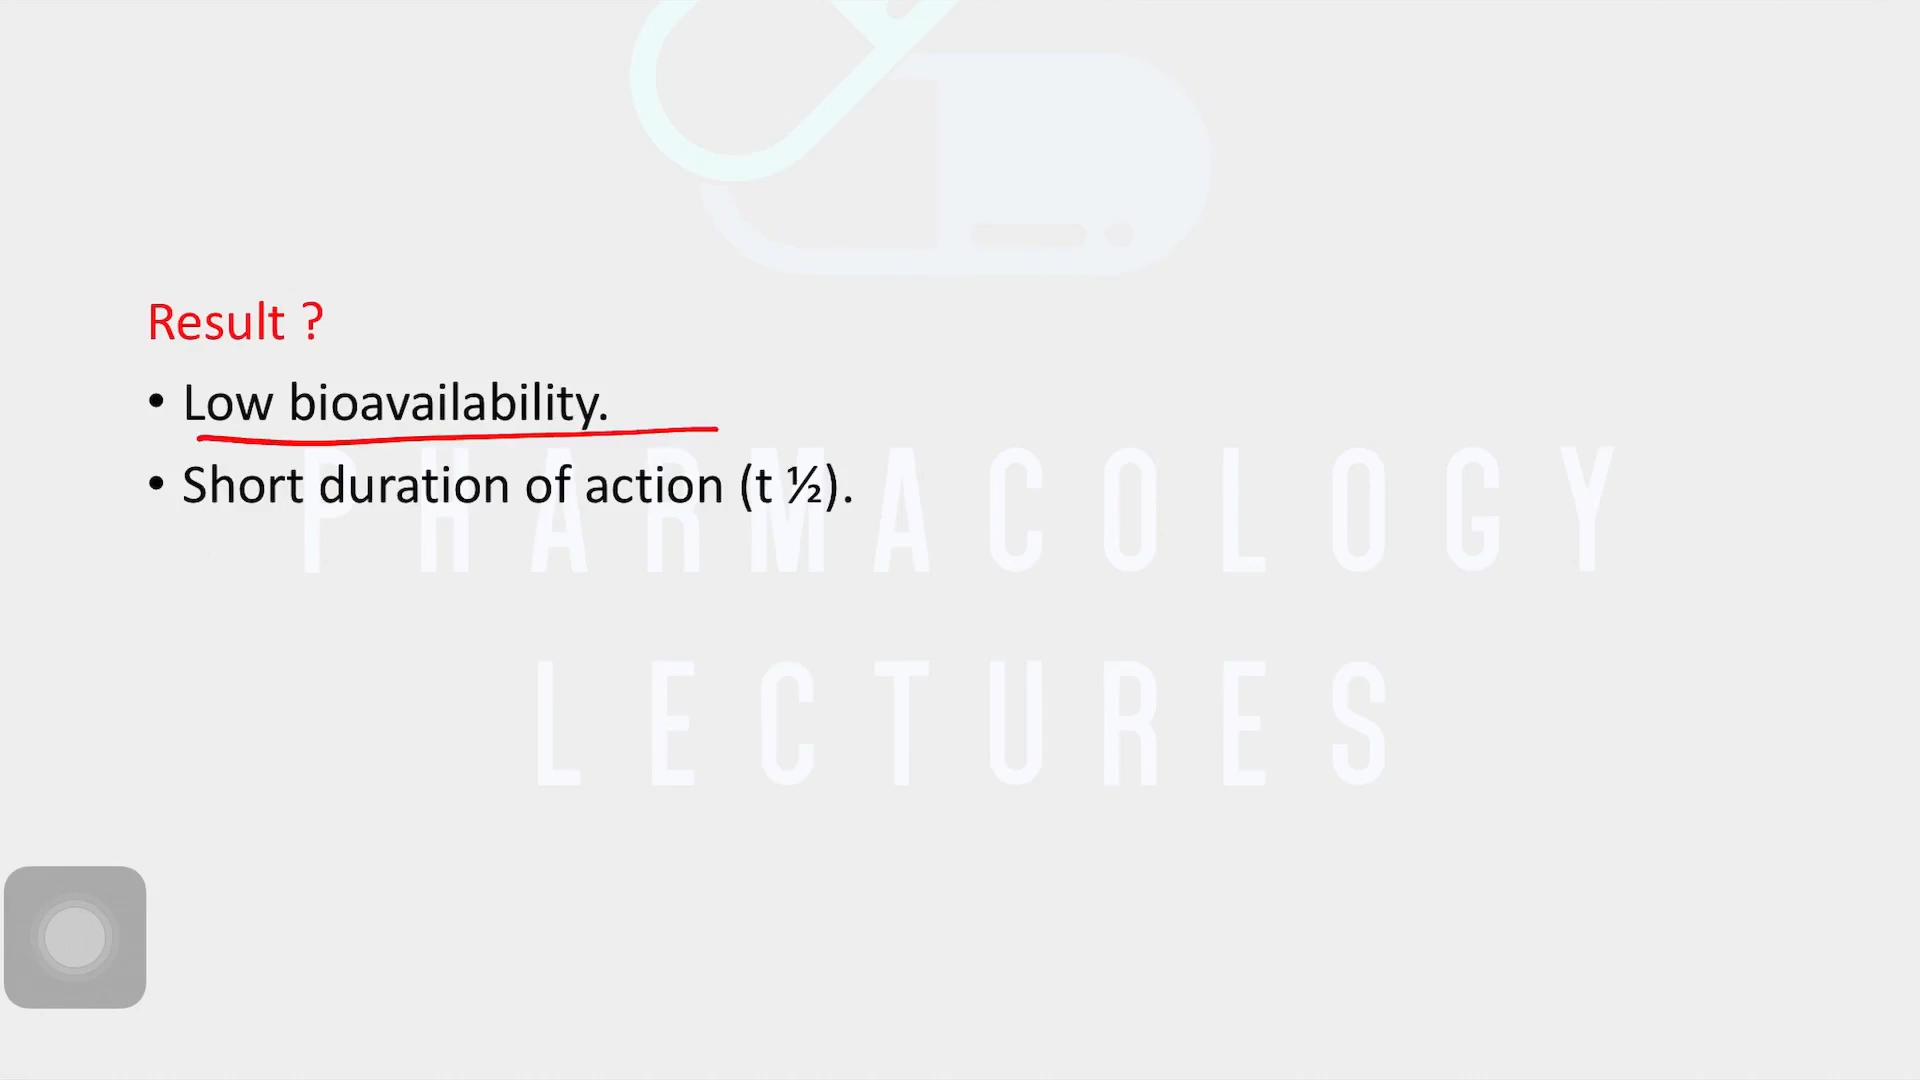 Result ?
• Low bioavailability.
• Short duration of action (t ½).
PHARMACOLOGY
LECTURES